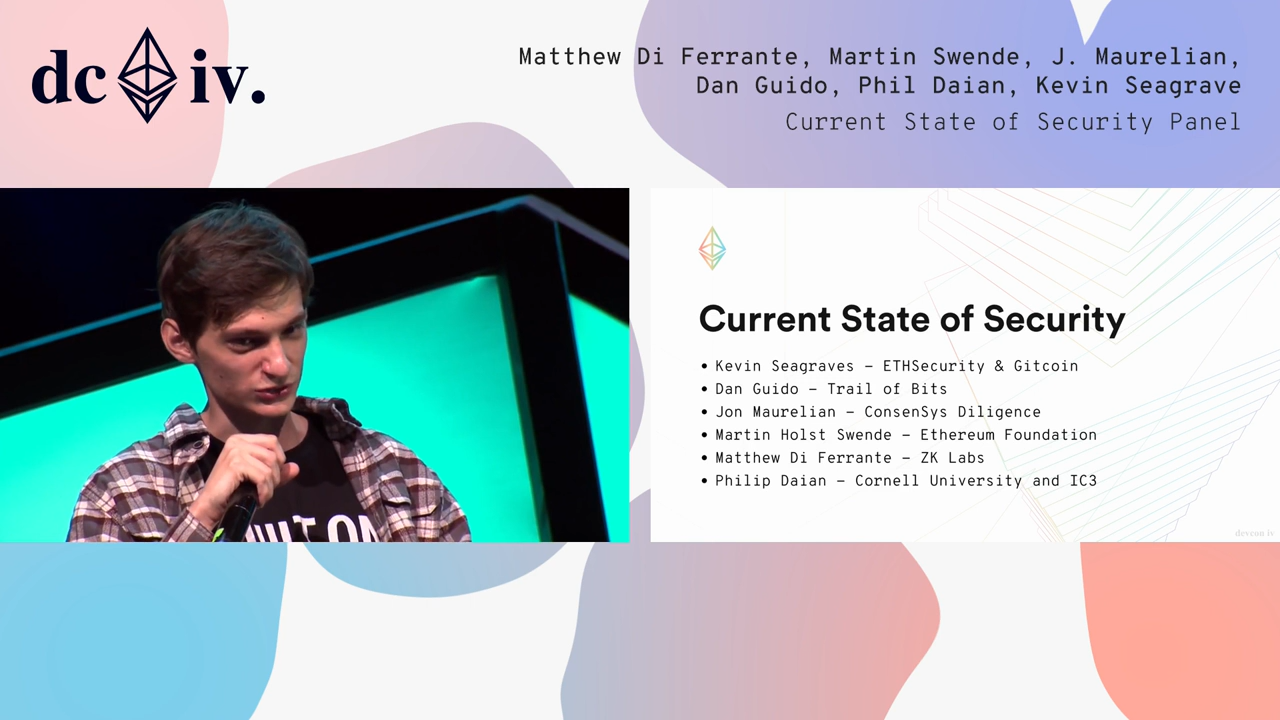 dc iv.
Matthew Di Ferrante, Martin Swende, J. Maurelian,
Dan Guido, Phil Daian, Kevin Seagrave
Current State of Security Panel
Current State of Security
• Kevin Seagraves – ETHSecurity & Gitcoin
• Dan Guido – Trail of Bits
• Jon Maurelian – ConsenSys Diligence
• Martin Holst Swende – Ethereum Foundation
• Matthew Di Ferrante – ZK Labs
• Philip Daian – Cornell University and IC3
devcon iv